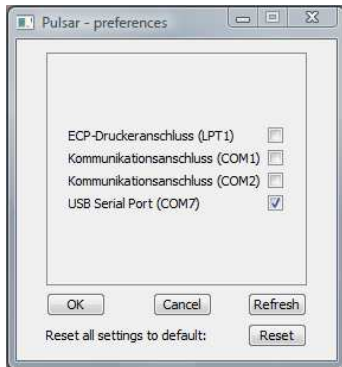 Pulsar - preferences
ECP-Druckeranschluss (LPT1)
Kommunikationsanschluss (COM1)
Kommunikationsanschluss (COM2)
USB Serial Port (COM7)
OK Cancel Refresh
Reset all settings to default: Reset